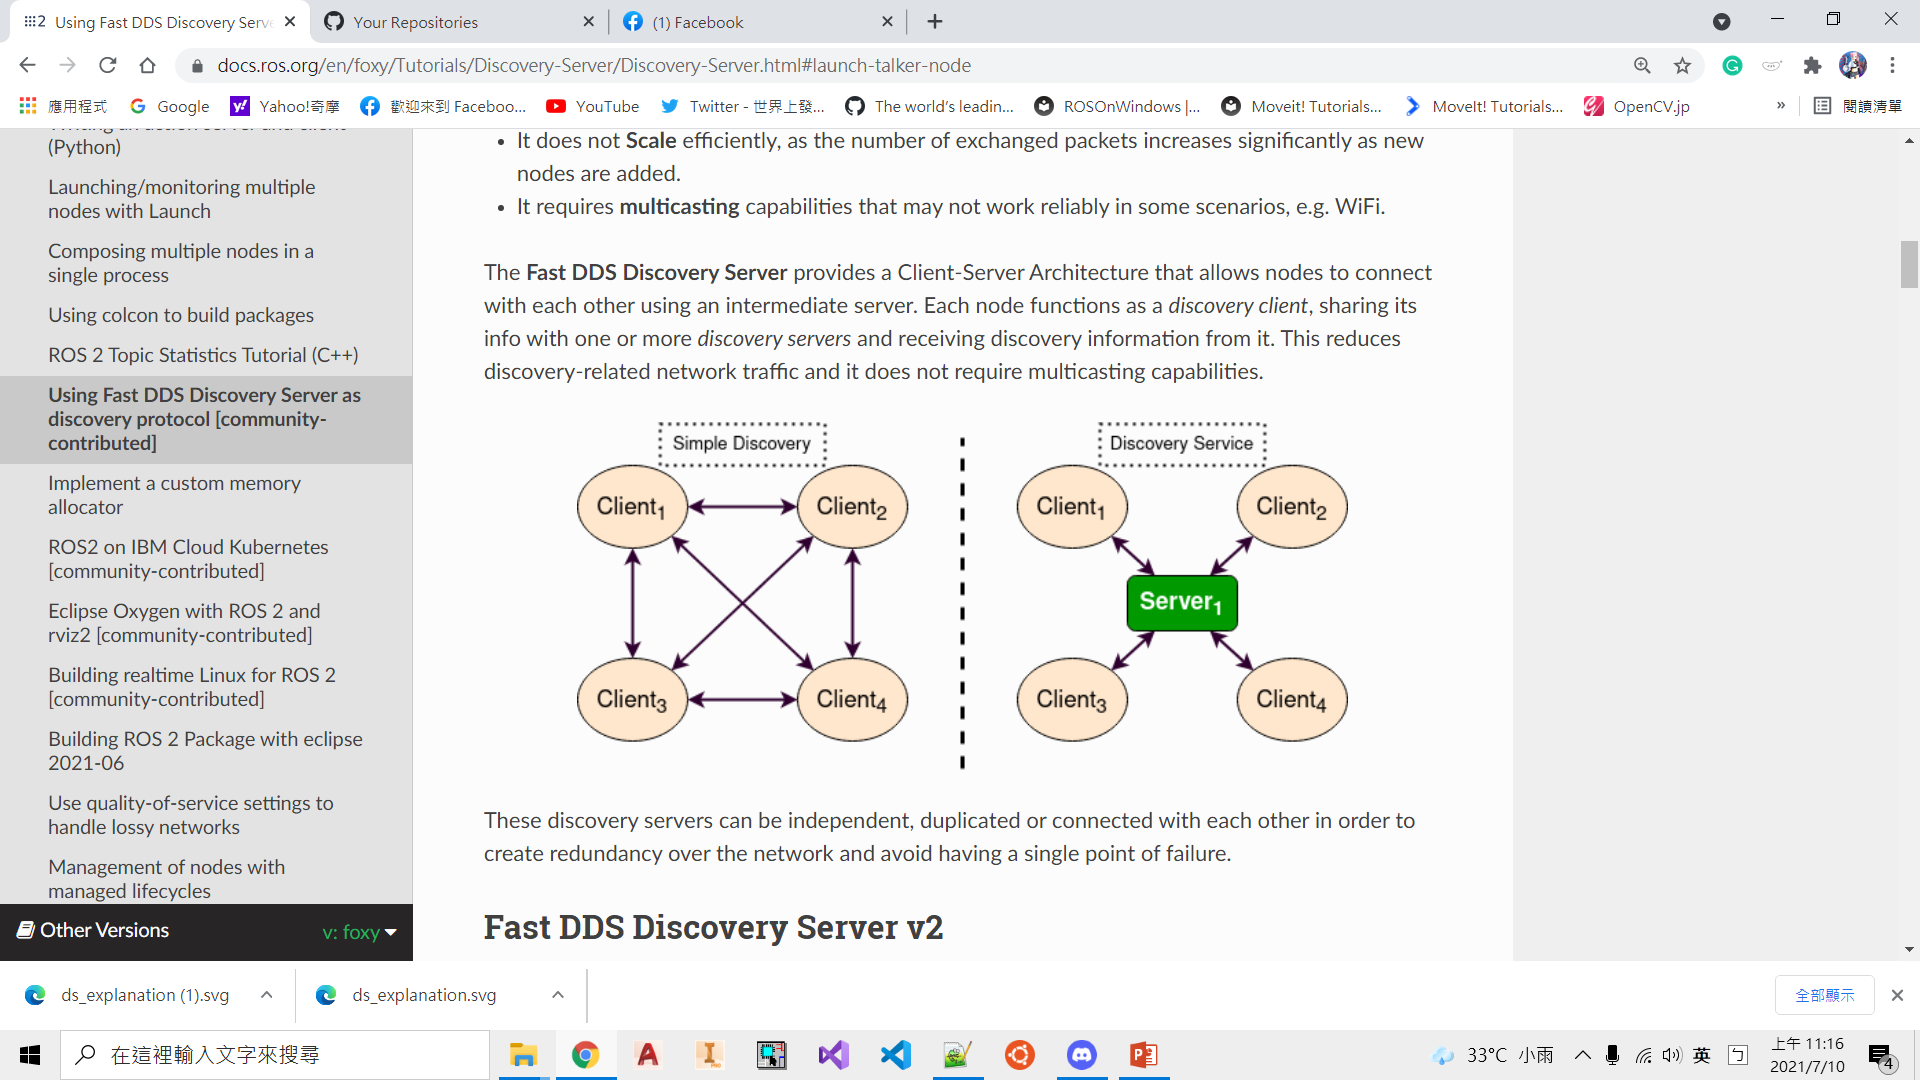 Using Fast DDS Discovery Serve
Your Repositories
(1) Facebook
docs.ros.org/en/foxy/Tutorials/Discovery-Server/Discovery-Server.html#launch-talker-node
應用程式
Google
Yahoo!奇摩
歡迎來到 Faceboo...
YouTube
Twitter - 世界上發...
The world's leadin...
ROSOnWindows |...
Moveit! Tutorials...
MoveIt! Tutorials...
OpenCV.jp
»
閱讀清單
Writing an action server and client
(Python)
Launching/monitoring multiple
nodes with Launch
Composing multiple nodes in a
single process
Using colcon to build packages
ROS 2 Topic Statistics Tutorial (C++)
Using Fast DDS Discovery Server as
discovery protocol [community-
contributed]
Implement a custom memory
allocator
ROS2 on IBM Cloud Kubernetes
[community-contributed]
Eclipse Oxygen with ROS 2 and
rviz2 [community-contributed]
Building realtime Linux for ROS 2
[community-contributed]
Building ROS 2 Package with eclipse
2021-06
Use quality-of-service settings to
handle lossy networks
Management of nodes with
managed lifecycles
Other Versions
v: foxy
• It does not Scale efficiently, as the number of exchanged packets increases significantly as new
nodes are added.
• It requires multicasting capabilities that may not work reliably in some scenarios, e.g. WiFi.
The Fast DDS Discovery Server provides a Client-Server Architecture that allows nodes to connect
with each other using an intermediate server. Each node functions as a discovery client, sharing its
info with one or more discovery servers and receiving discovery information from it. This reduces
discovery-related network traffic and it does not require multicasting capabilities.
Simple Discovery
Client1
Client2
Client3
Client4
Discovery Service
Client1
Client2
Server1
Client3
Client4
These discovery servers can be independent, duplicated or connected with each other in order to
create redundancy over the network and avoid having a single point of failure.
Fast DDS Discovery Server v2
ds_explanation (1).svg
ds_explanation.svg
全部顯示
在這裡輸入文字來搜尋
33°C 小雨
英
上午 11:16
2021/7/10
4